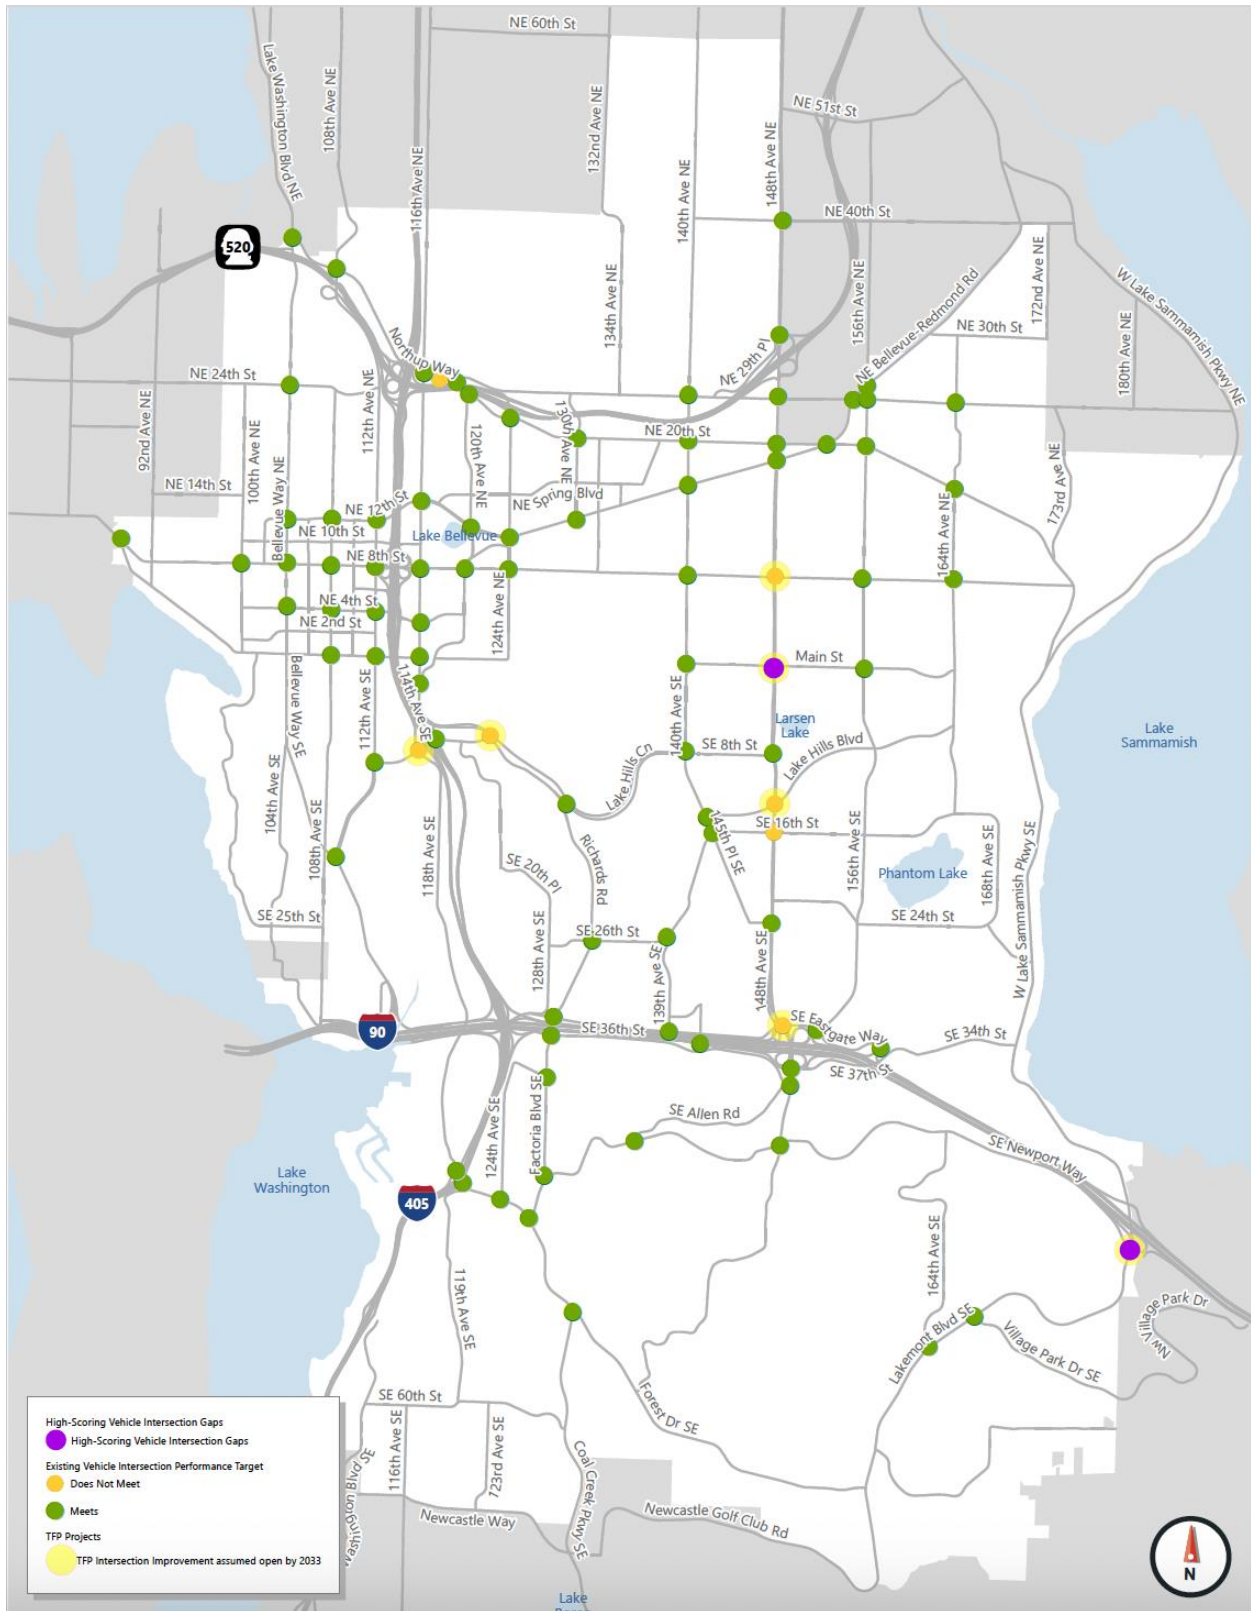 NE 60th St
Lake Washington Blvd NE
108th Ave NE
116th Ave NE
132nd Ave NE
NE 51st St
148th Ave NE
140th Ave NE
NE 40th St
520
156th Ave NE
NE Bellevue-Redmond Rd
172nd Ave NE
W Lake Sammamish Pkwy NE
134th Ave NE
NE 30th St
180th Ave NE
Northup Way
NE 29th Pl
NE 24th St
112th Ave NE
92nd Ave NE
100th Ave NE
130th Ave NE
NE 20th St
120th Ave NE
NE 14th St
Bellevue Way NE
NE 12th St
NE Spring Blvd
173rd Ave NE
164th Ave NE
NE 10th St
Lake Bellevue
NE 8th St
NE 4th St
124th Ave NE
NE 2nd St
Main St
Bellevue Way SE
112th Ave SE
114th Ave SE
140th Ave SE
Larsen
Lake
Lake
Sammamish
SE 8th St
Lake Hills Blvd
Lake Hills Cn
104th Ave SE
108th Ave SE
118th Ave SE
145th Pl SE
SE 16th St
156th Ave SE
Richards Rd
SE 20th Pl
Phantom Lake
168th Ave SE
W Lake Sammamish Pkwy SE
SE 25th St
SE 24th St
128th Ave SE
SE 26th St
139th Ave SE
148th Ave SE
90
SE 36th St
SE Eastgate Way
SE 34th St
SE 37th St
Factoria Blvd SE
124th Ave SE
SE Allen Rd
SE Newport Way
Lake
Washington
405
164th Ave SE
119th Ave SE
Lakemont Blvd SE
Village Park Dr SE
NW Village Park Dr
SE 60th St
Forest Dr SE
116th Ave SE
123rd Ave SE
Coal Creek Pkwy SE
Newcastle Way
Newcastle Golf Club Rd
High-Scoring Vehicle Intersection Gaps
High-Scoring Vehicle Intersection Gaps
Existing Vehicle Intersection Performance Target
Does Not Meet
Meets
TFP Projects
TFP Intersection Improvement assumed open by 2033
N
Lake